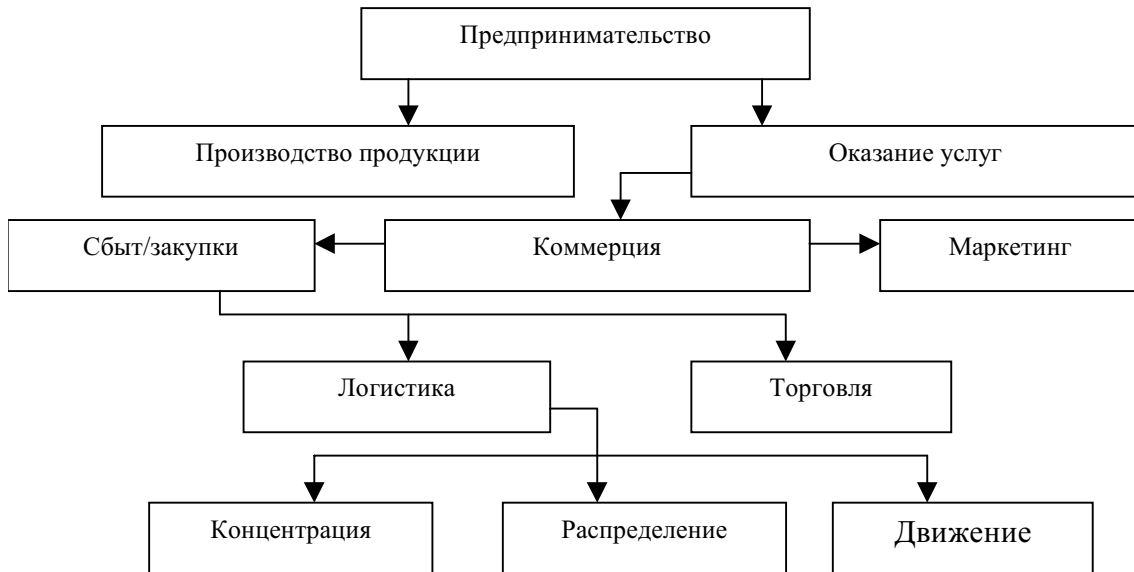 Предпринимательство
Производство продукции
Оказание услуг
Сбыт/закупки
Коммерция
Маркетинг
Логистика
Торговля
Концентрация
Распределение
Движение